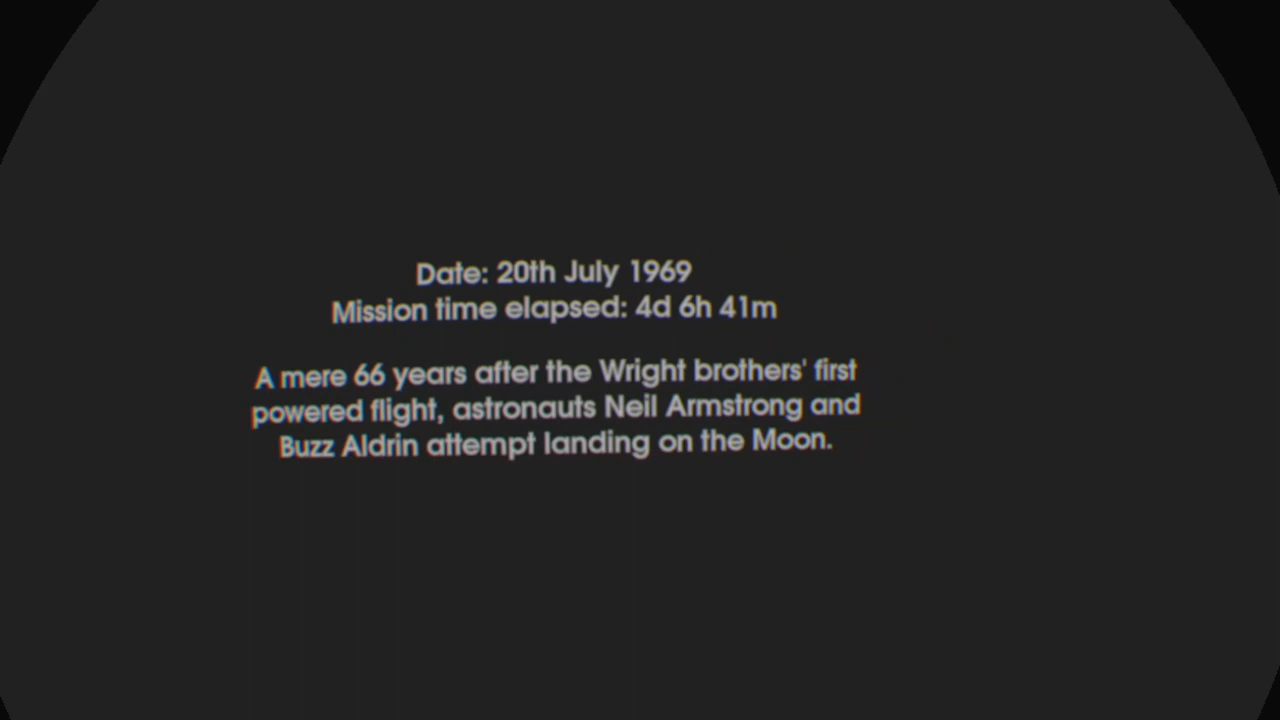 Date: 20th July 1969
Mission time elapsed: 4d 6h 41m
A mere 66 years after the Wright brothers' first
powered flight, astronauts Neil Armstrong and
Buzz Aldrin attempt landing on the Moon.